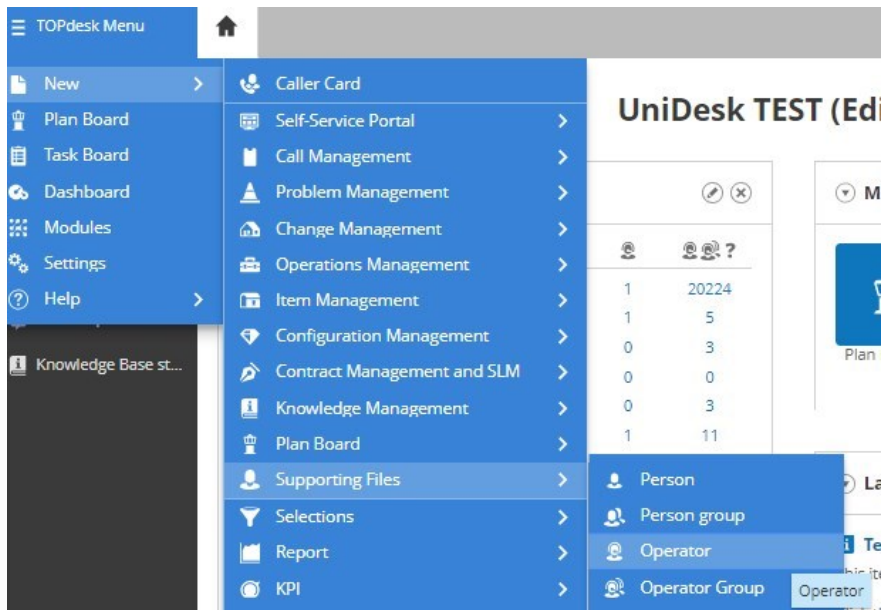 TOPdesk Menu
New
Plan Board
Task Board
Dashboard
Modules
Settings
Help
Knowledge Base st...
Caller Card
Self-Service Portal
Call Management
Problem Management
Change Management
Operations Management
Item Management
Configuration Management
Contract Management and SLM
Knowledge Management
Plan Board
Supporting Files
Selections
Report
KPI
Person
Person group
Operator
Operator Group
Operator
UniDesk TEST (Edi
M
?
1 20224
1 5
0 3
0 0
0 3
1 11
Plan
La
Te